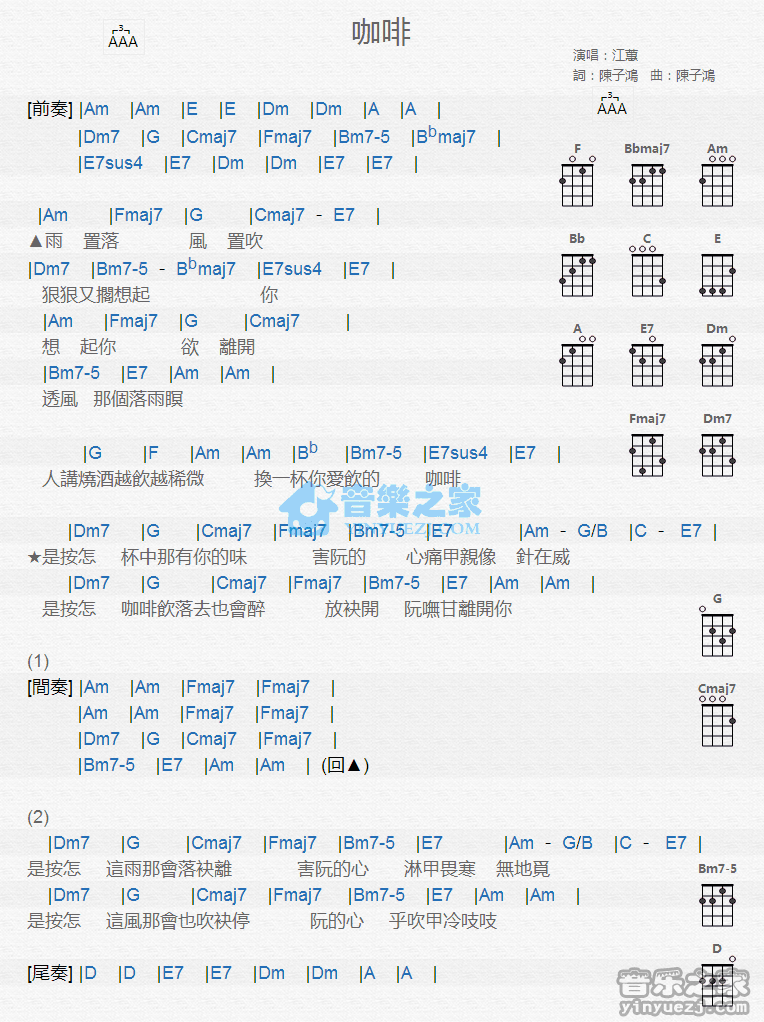 3
AAA
咖啡
演唱：江蕙
詞：陳子鴻　曲：陳子鴻
3
AAA
[前奏] |Am |Am |E |E |Dm |Dm |A |A |
|Dm7 |G |Cmaj7 |Fmaj7 |Bm7-5 |Bbmaj7 |
|E7sus4 |E7 |Dm |Dm |E7 |E7 |
|Am |Fmaj7 |G |Cmaj7 - E7 |
▲雨 置落 風 置吹
|Dm7 |Bm7-5 - Bbmaj7 |E7sus4 |E7 |
狠狠又擱想起 你
|Am |Fmaj7 |G |Cmaj7 |
想 起你 欲 離開
|Bm7-5 |E7 |Am |Am |
透風 那個落雨瞑
|G |F |Am |Am |Bb |Bm7-5 |E7sus4 |E7 |
人講燒酒越飲越稀微 換一杯你愛飲的 咖啡
音樂之家
YINYUEZJ.COM
|Dm7 |G |Cmaj7 |Fmaj7 |Bm7-5 |E7 |Am - G/B |C - E7 |
★是按怎 杯中那有你的味 害阮的 心痛甲親像 針在威
|Dm7 |G |Cmaj7 |Fmaj7 |Bm7-5 |E7 |Am |Am |
是按怎 咖啡飲落去也會醉 放袂開 阮嘸甘離開你
(1)
[間奏] |Am |Am |Fmaj7 |Fmaj7 |
|Am |Am |Fmaj7 |Fmaj7 |
|Dm7 |G |Cmaj7 |Fmaj7 |
|Bm7-5 |E7 |Am |Am | (回▲)
(2)
|Dm7 |G |Cmaj7 |Fmaj7 |Bm7-5 |E7 |Am - G/B |C - E7 |
是按怎 這雨那會落袂離 害阮的心 淋甲畏寒 無地覓
|Dm7 |G |Cmaj7 |Fmaj7 |Bm7-5 |E7 |Am |Am |
是按怎 這風那會也吹袂停 阮的心 乎吹甲冷吱吱
[尾奏] |D |D |E7 |E7 |Dm |Dm |A |A |
F Bbmaj7 Am
Bb C E
A E7 Dm
Fmaj7 Dm7
G
Cmaj7
Bm7-5
D
音乐之家
yinyuezj.com